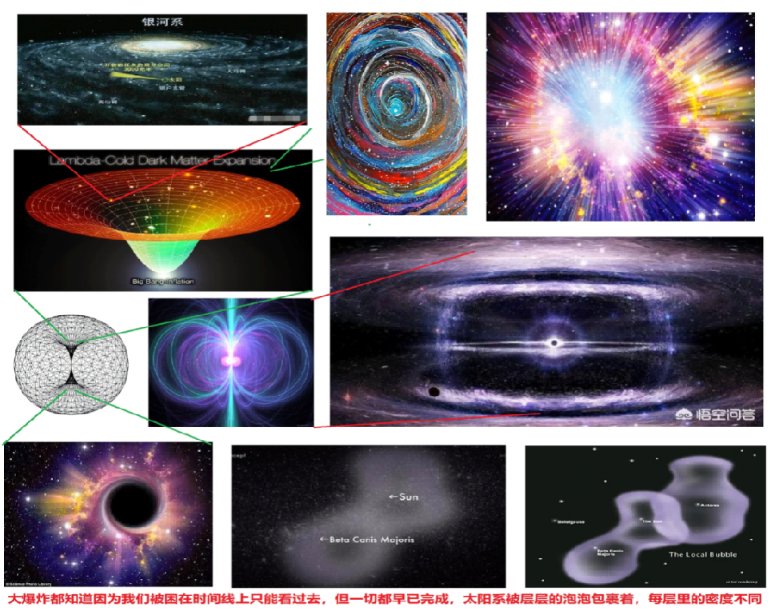 银河系
Lambda-Cold Dark Matter Expansion
悟空问答
Sun
Beta Canis Majoris
Antares
Betelgeuse
The Sun
Beta Canis Majoris
The Local Bubble
大爆炸都知道因为我们被困在时间线上只能看过去，但一切都早已完成，太阳系被层层的泡泡包裹着，每层里的密度不同